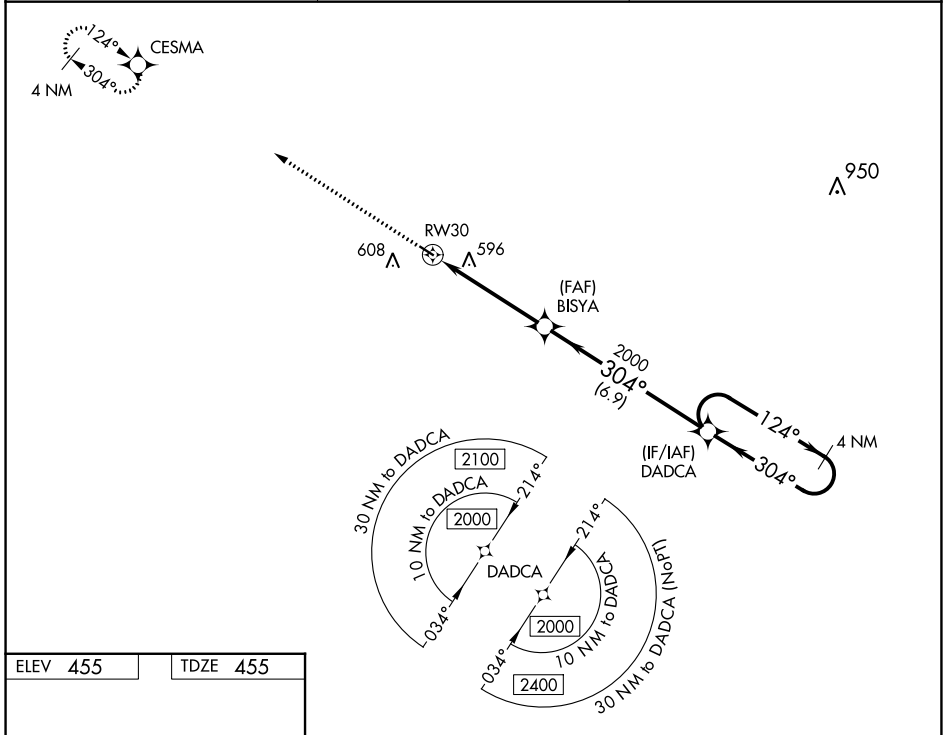 124°
CESMA
304°
4 NM
950
RW30
608
596
(FAF)
BISYA
2000
304°
(6.9)
124°
4 NM
(IF/IAF)
DADCA
304°
30 NM to DADCA
2100
214°
10 NM to DADCA
2000
214°
DADCA
034°
2000
10 NM to DADCA
30 NM to DADCA (NoPT)
034°
2400
ELEV 455
TDZE 455